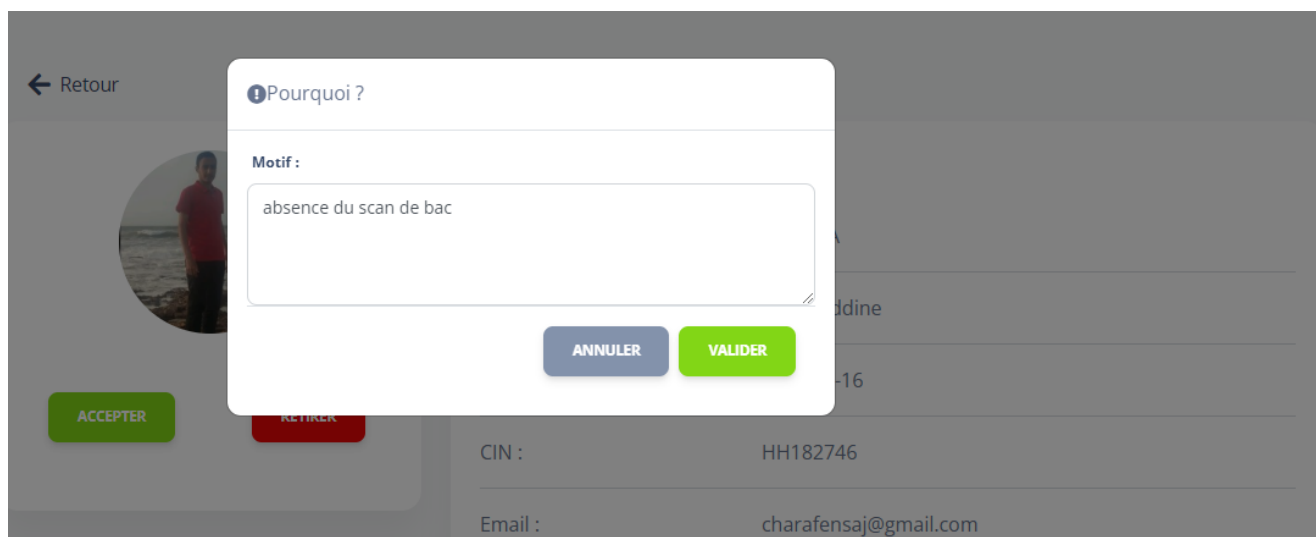 Retour
Pourquoi ?
Motif :
absence du scan de bac
ddine
ANNULER VALIDER
-16
ACCEPTER RETIRER
CIN : HH182746
Email : charafensaj@gmail.com